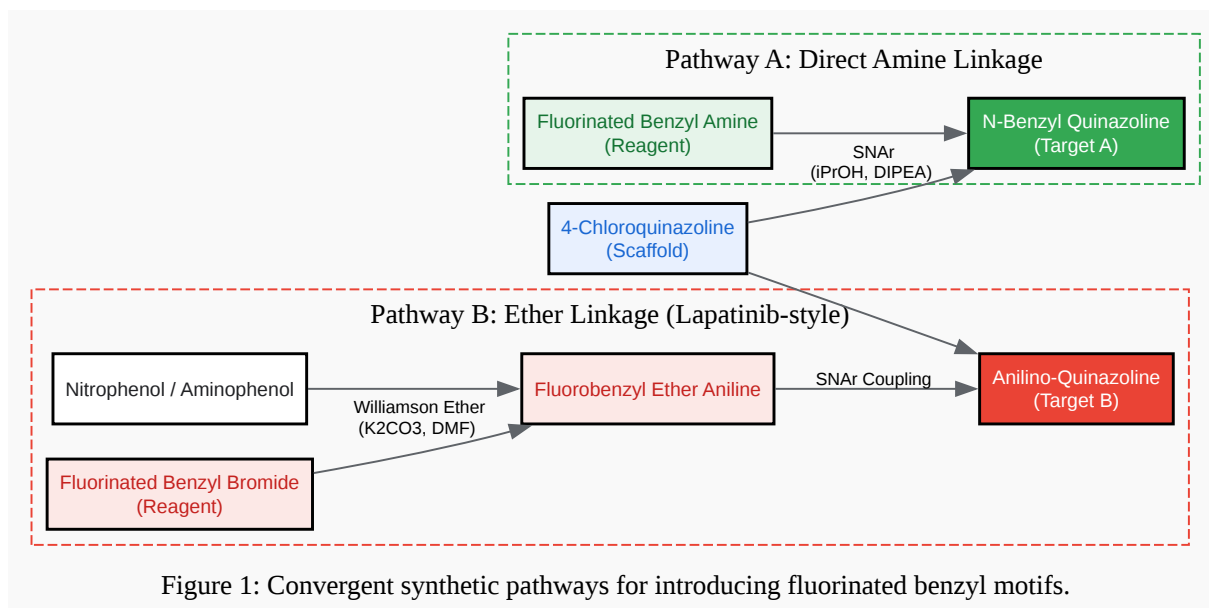 Pathway A: Direct Amine Linkage
Fluorinated Benzyl Amine
(Reagent)
N-Benzyl Quinazoline
(Target A)
SNAr
(iPrOH, DIPEA)
4-Chloroquinazoline
(Scaffold)
Pathway B: Ether Linkage (Lapatinib-style)
Nitrophenol / Aminophenol
Fluorobenzyl Ether Aniline
SNAr Coupling
Anilino-Quinazoline
(Target B)
Williamson Ether
(K2CO3, DMF)
Fluorinated Benzyl Bromide
(Reagent)
Figure 1: Convergent synthetic pathways for introducing fluorinated benzyl motifs.